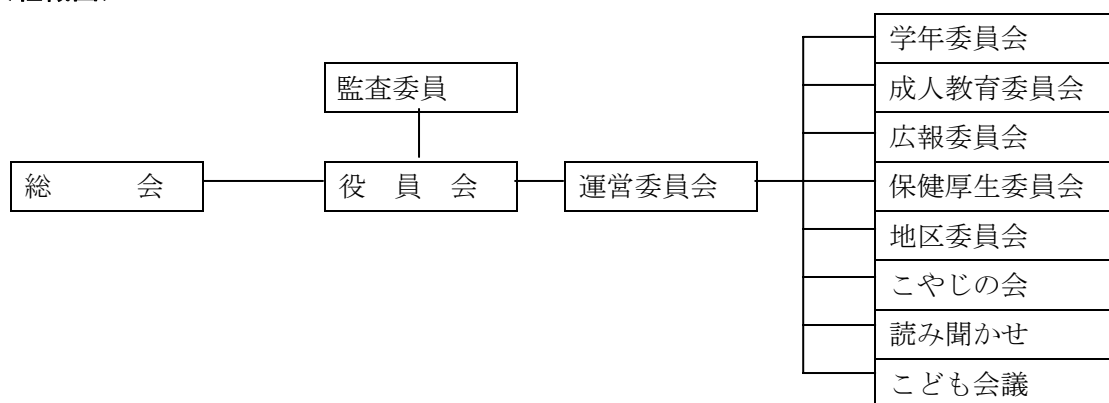 学年委員会
監査委員
成人教育委員会
広報委員会
総　　　会
役　員　会
運営委員会
保健厚生委員会
地区委員会
こやじの会
読み聞かせ
こども会議